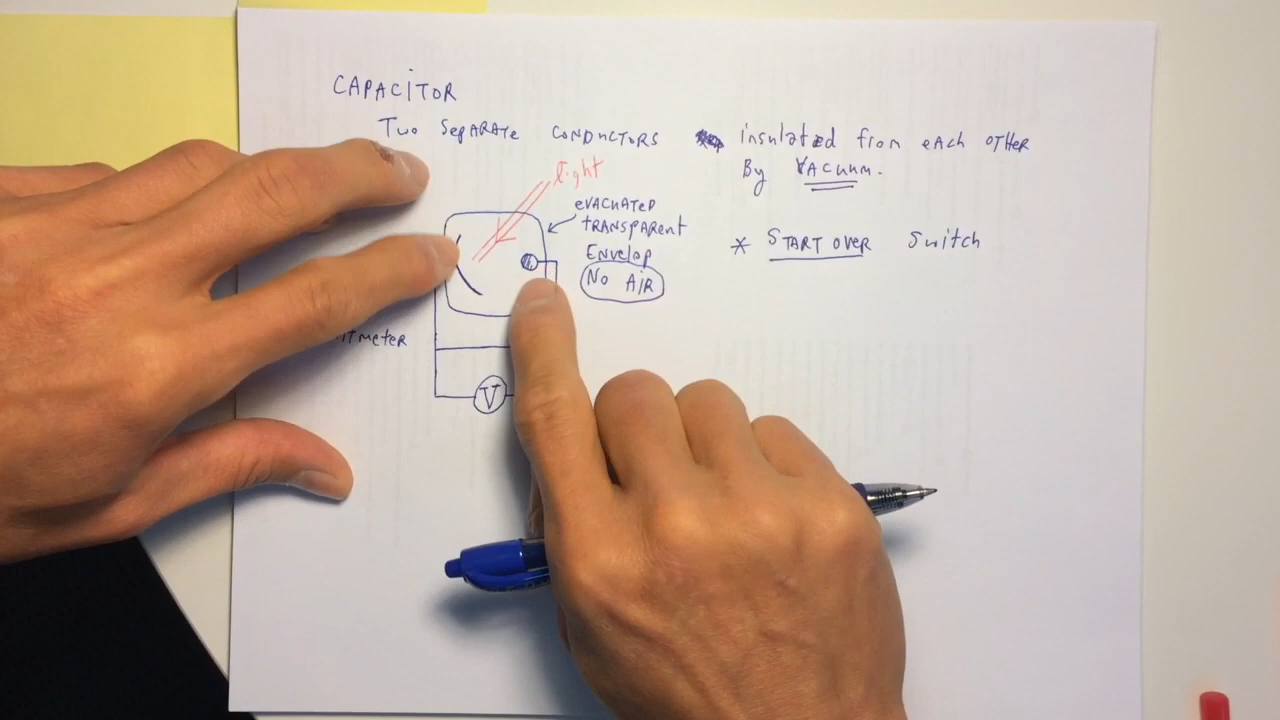 CAPACITOR
Two SepARATe CONDUCTORS insulated from eAch OTHeR
By VACuum.
light
eVACUATeD
TRANSpARenT
Envelop
No AiR
* START OVER Switch
V